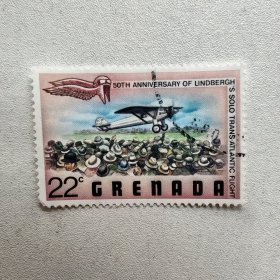 50TH ANNIVERSARY OF LINDBERGH'S SOLO TRANSATLANTIC FLIGHT
22c GRENADA